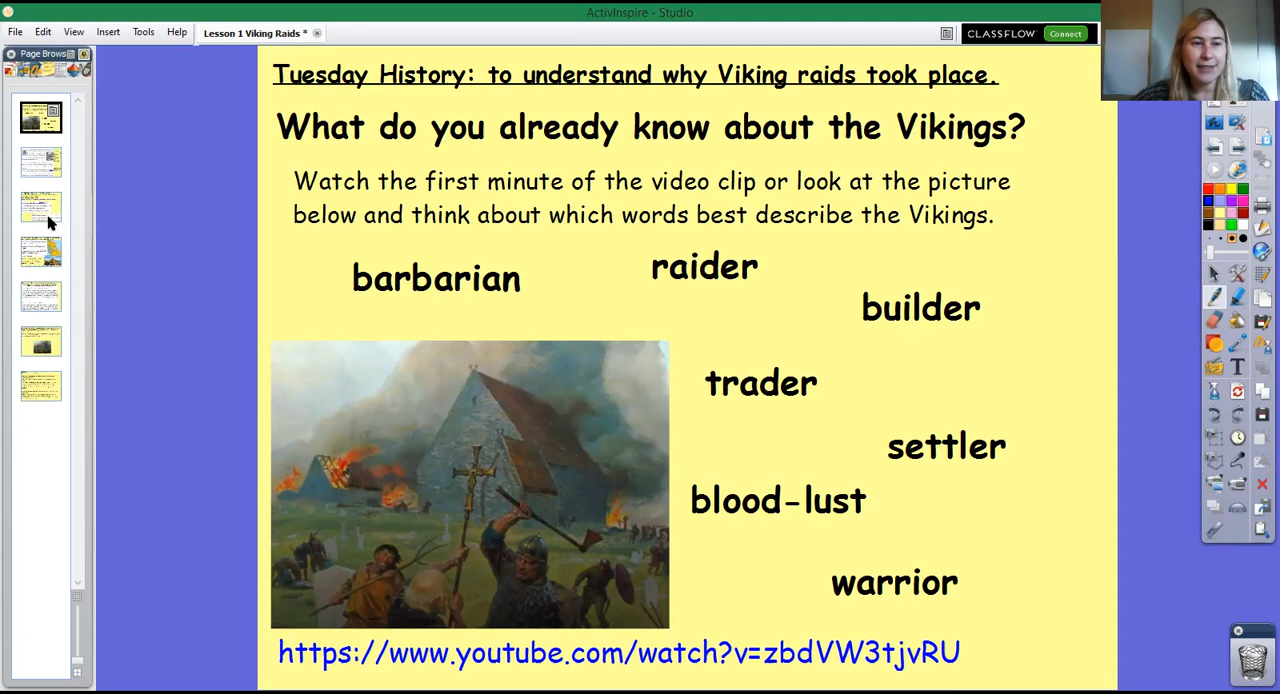 ActivInspire - Studio
File Edit View Insert Tools Help Lesson 1 Viking Raids * CLASSFLOW Connect
Page Brows
Tuesday History: to understand why Viking raids took place.
What do you already know about the Vikings?
Watch the first minute of the video clip or look at the picture
below and think about which words best describe the Vikings.
barbarian
raider
builder
trader
settler
blood-lust
warrior
https://www.youtube.com/watch?v=zbdVW3tjvRU